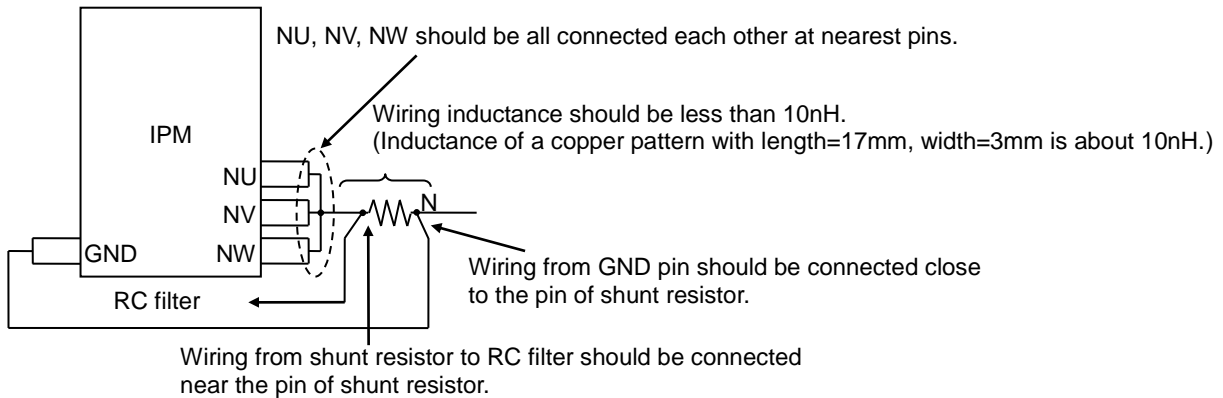 NU, NV, NW should be all connected each other at nearest pins.
Wiring inductance should be less than 10nH.
(Inductance of a copper pattern with length=17mm, width=3mm is about 10nH.)
IPM
NU
N
NV
GND
NW
Wiring from GND pin should be connected close
to the pin of shunt resistor.
RC filter
Wiring from shunt resistor to RC filter should be connected
near the pin of shunt resistor.